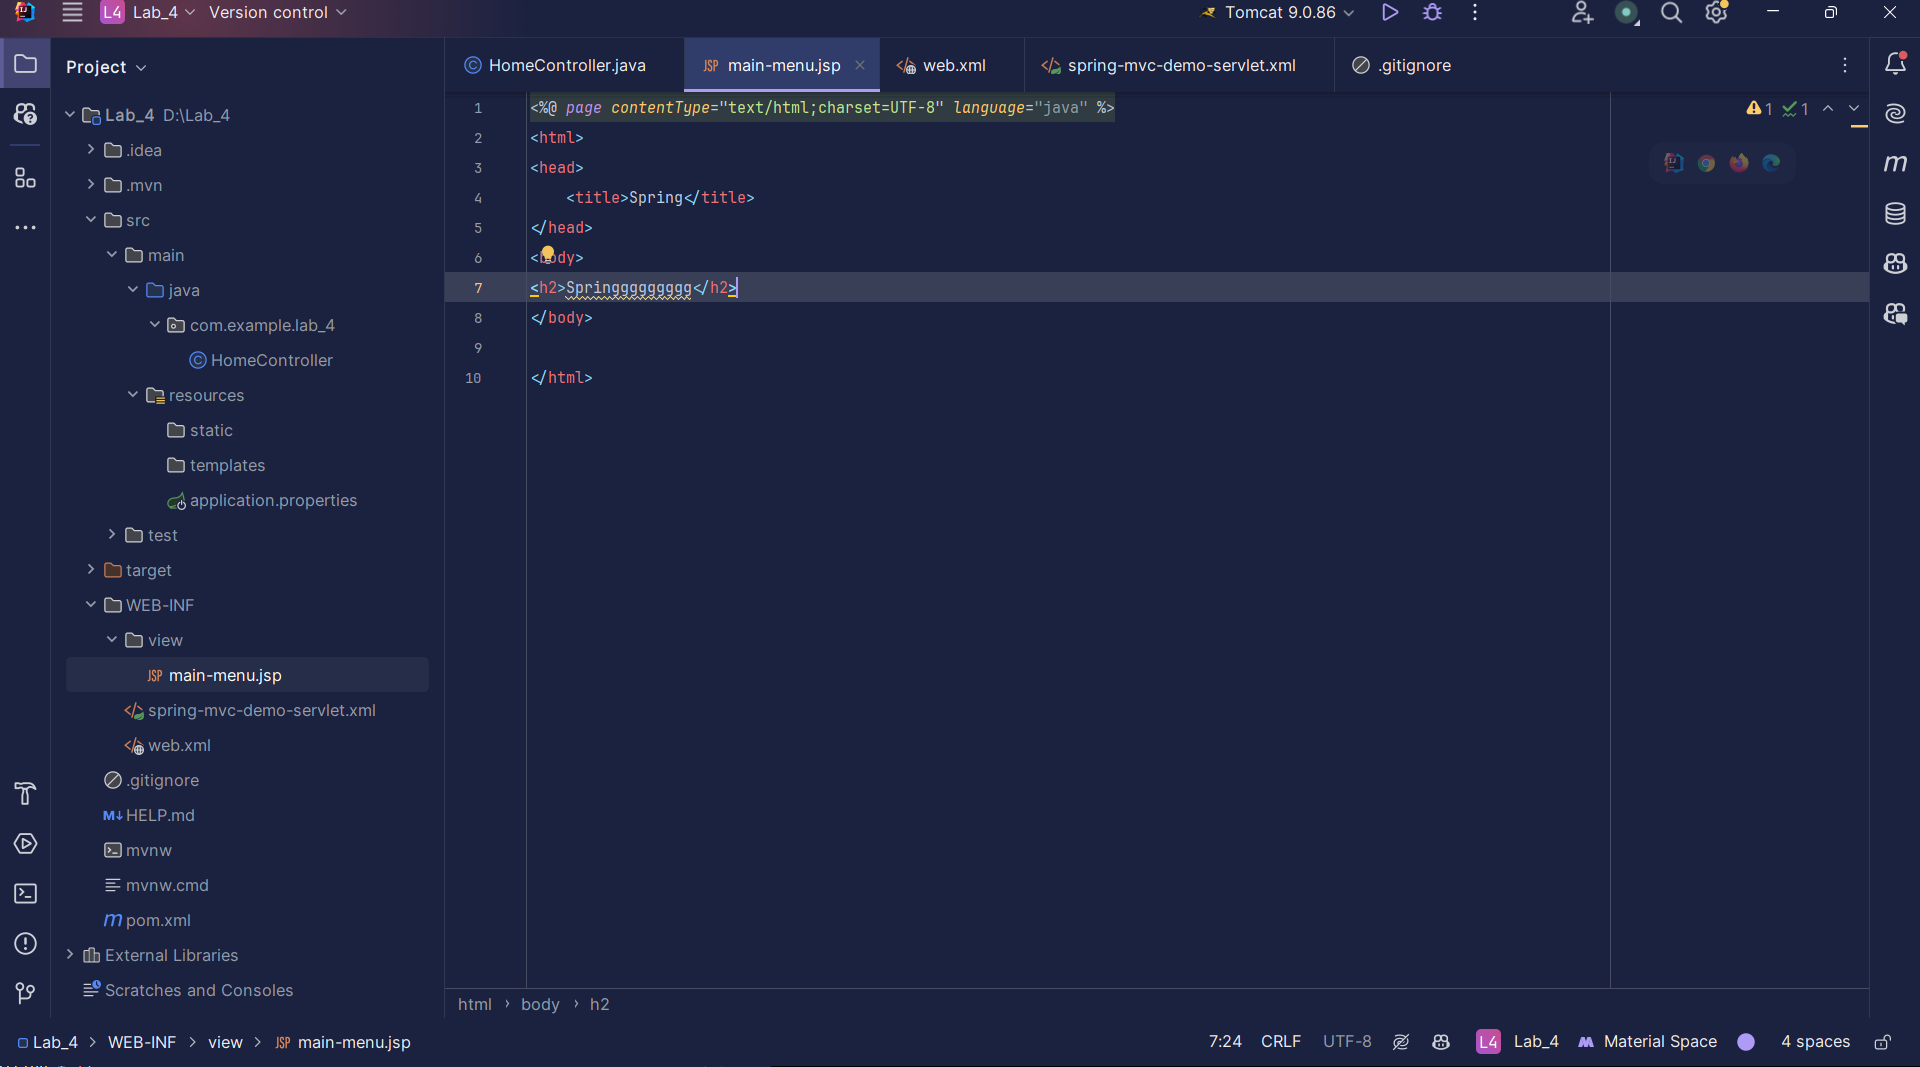 L4 Lab_4 Version control
Tomcat 9.0.86
Project
HomeController.java
main-menu.jsp
web.xml
spring-mvc-demo-servlet.xml
.gitignore
Lab_4 D:\Lab_4
.idea
.mvn
src
main
java
com.example.lab_4
HomeController
resources
static
templates
application.properties
test
target
WEB-INF
view
JSP main-menu.jsp
spring-mvc-demo-servlet.xml
web.xml
.gitignore
M↓ HELP.md
mvnw
mvnw.cmd
m pom.xml
External Libraries
Scratches and Consoles
1 <%@ page contentType="text/html;charset=UTF-8" language="java" %>
2 <html>
3 <head>
4 <title>Spring</title>
5 </head>
6 <body>
7 <h2>Springgggggggg</h2>
8 </body>
9
10 </html>
1 1
html › body › h2
Lab_4 > WEB-INF > view > JSP main-menu.jsp
7:24 CRLF UTF-8 L4 Lab_4 Material Space 4 spaces